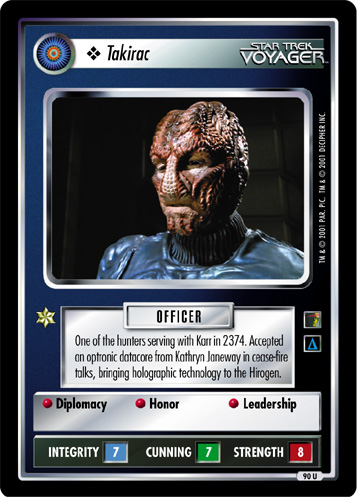 ❖ Takirac
STAR TREK
VOYAGER™
TM & © 2001 PAR. PIC. TM & © 2001 DECIPHER INC.
OFFICER
One of the hunters serving with Karr in 2374. Accepted
an optronic datacore from Kathryn Janeway in cease-fire
talks, bringing holographic technology to the Hirogen.
Diplomacy Honor Leadership
INTEGRITY 7 CUNNING 7 STRENGTH 8
90 U